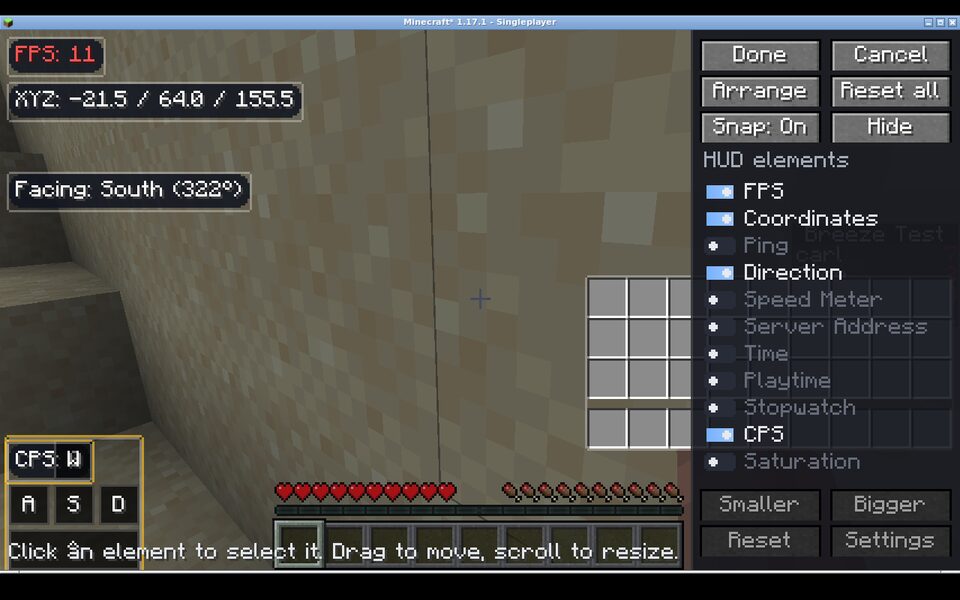 Minecraft* 1.17.1 - Singleplayer
FPS: 11
XYZ: -21.5 / 64.0 / 155.5
Facing: South (322°)
Done
Cancel
Arrange
Reset all
Snap: On
Hide
HUD elements
FPS
Coordinates
Ping
Breeze Test
Direction
Speed Meter
Server Address
Time
Playtime
Stopwatch
CPS
Saturation
Smaller
Bigger
Reset
Settings
CPS W
A S D
Click an element to select it. Drag to move, scroll to resize.